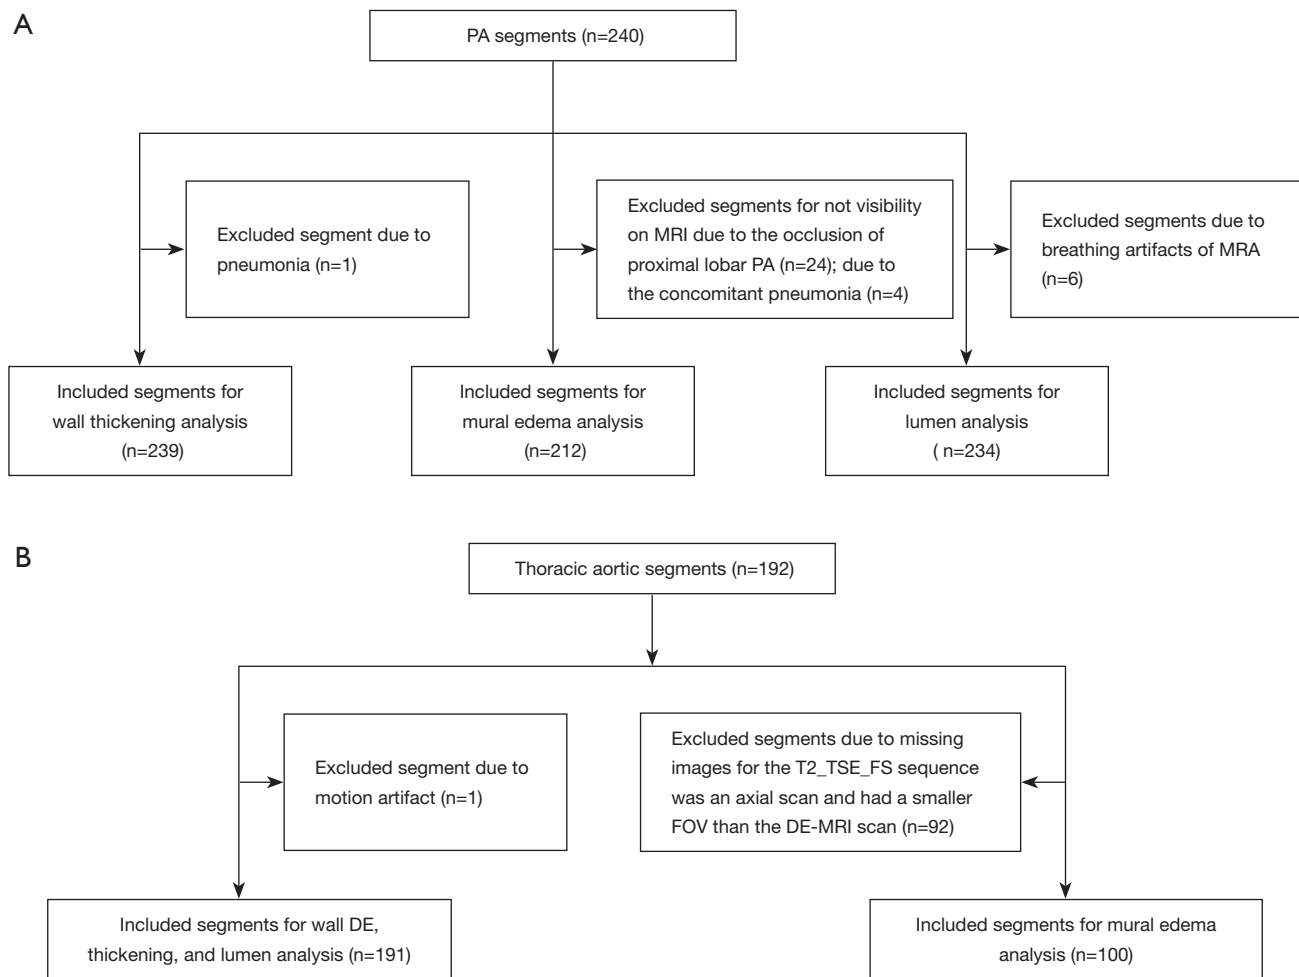 A
PA segments (n=240)
Excluded segment due to
pneumonia (n=1)
Excluded segments for not visibility
on MRI due to the occlusion of
proximal lobar PA (n=24); due to
the concomitant pneumonia (n=4)
Excluded segments due to
breathing artifacts of MRA
(n=6)
Included segments for
wall thickening analysis
(n=239)
Included segments for
mural edema analysis
(n=212)
Included segments for
lumen analysis
( n=234)
B
Thoracic aortic segments (n=192)
Excluded segment due to
motion artifact (n=1)
Excluded segments due to missing
images for the T2_TSE_FS sequence
was an axial scan and had a smaller
FOV than the DE-MRI scan (n=92)
Included segments for wall DE,
thickening, and lumen analysis (n=191)
Included segments for mural edema
analysis (n=100)